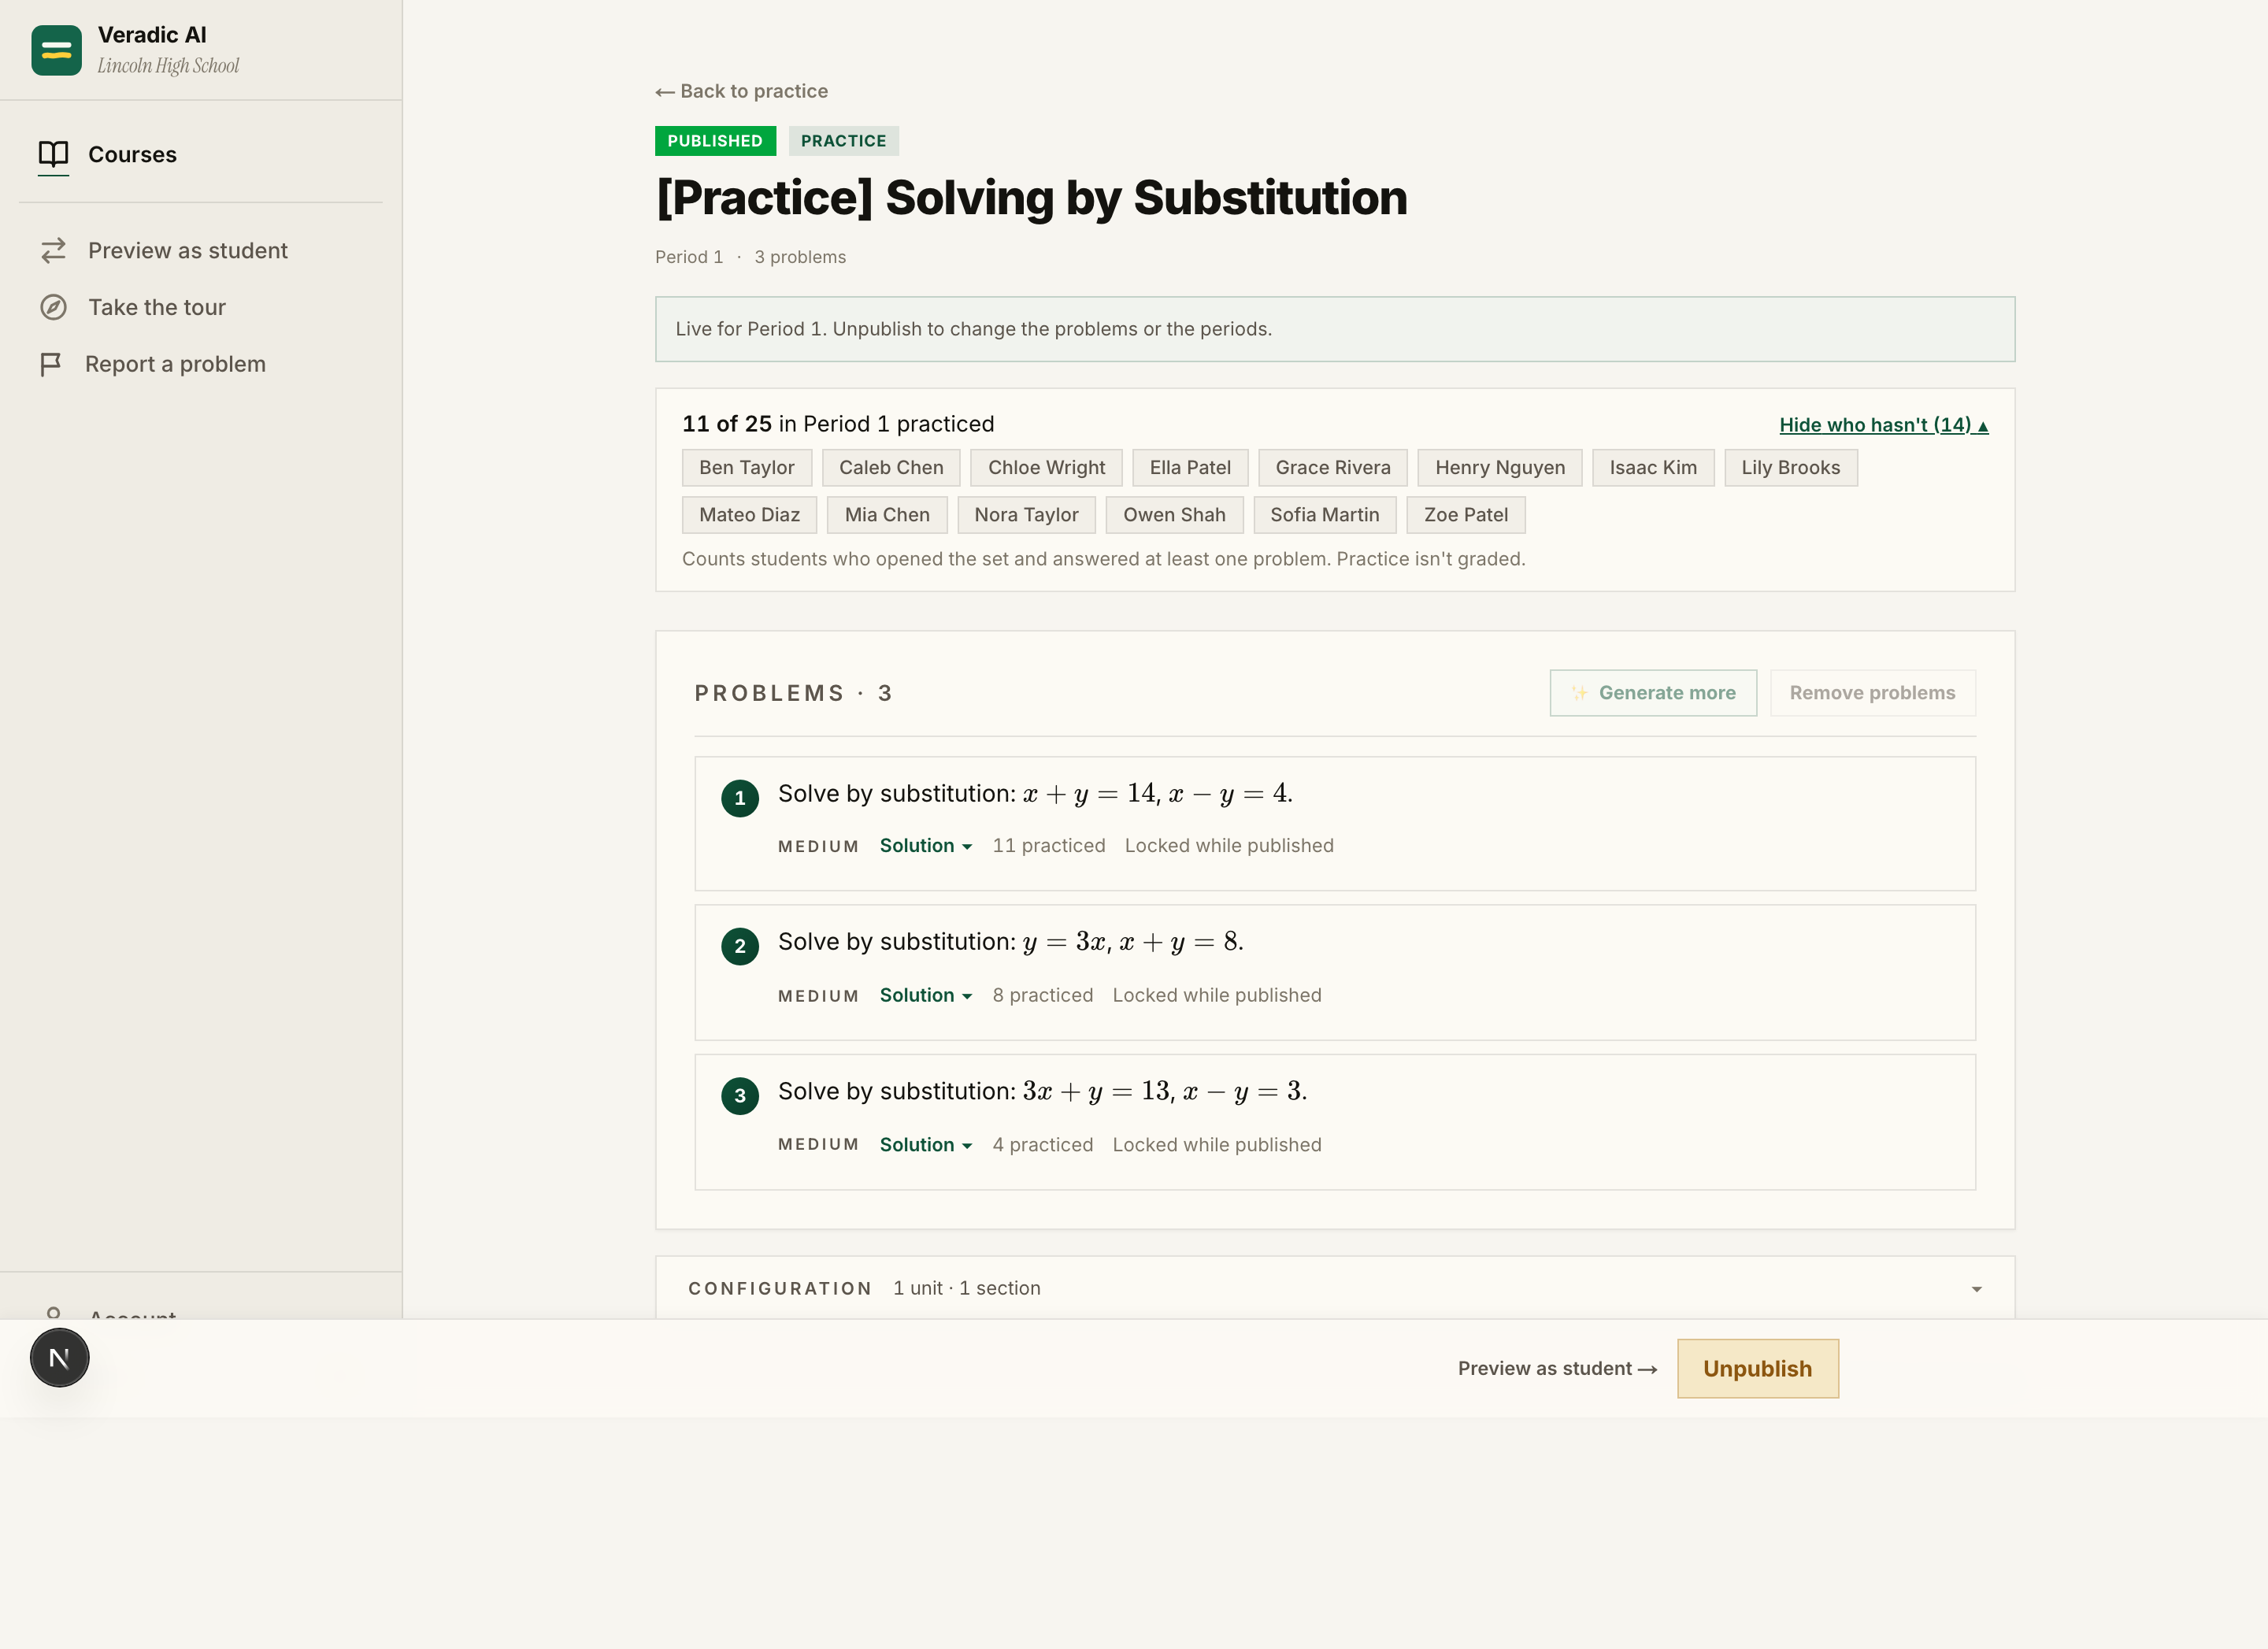 Veradic AI
Lincoln High School
Courses
Preview as student
Take the tour
Report a problem
Account
← Back to practice
PUBLISHED PRACTICE
[Practice] Solving by Substitution
Period 1 · 3 problems
Live for Period 1. Unpublish to change the problems or the periods.
11 of 25 in Period 1 practiced Hide who hasn't (14) ▴
Ben Taylor Caleb Chen Chloe Wright Ella Patel Grace Rivera Henry Nguyen Isaac Kim Lily Brooks
Mateo Diaz Mia Chen Nora Taylor Owen Shah Sofia Martin Zoe Patel
Counts students who opened the set and answered at least one problem. Practice isn't graded.
PROBLEMS · 3 ✨ Generate more Remove problems
1 Solve by substitution: x + y = 14, x − y = 4.
MEDIUM Solution ▾ 11 practiced Locked while published
2 Solve by substitution: y = 3x, x + y = 8.
MEDIUM Solution ▾ 8 practiced Locked while published
3 Solve by substitution: 3x + y = 13, x − y = 3.
MEDIUM Solution ▾ 4 practiced Locked while published
CONFIGURATION 1 unit · 1 section
N
Preview as student → Unpublish